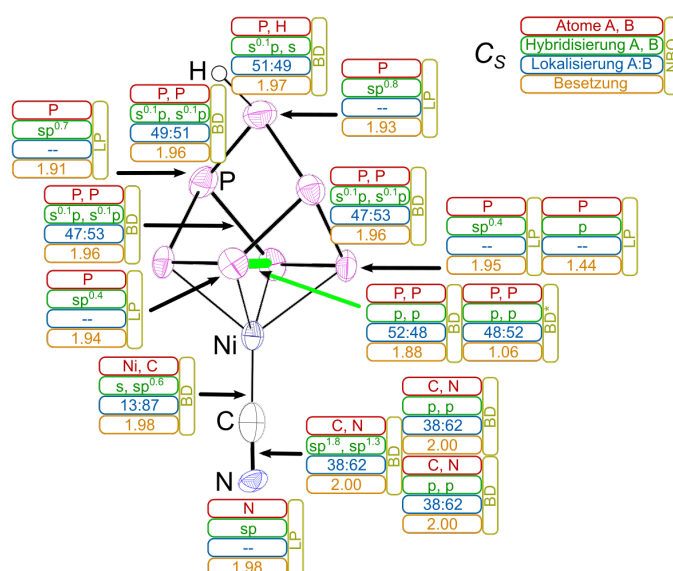 P, H
s^0.1p, s
51:49
1.97
BD
C_S
Atome A, B
Hybridisierung A, B
Lokalisierung A:B
Besetzung
NBO
H
P
sp^0.8
--
1.93
LP
P, P
s^0.1p, s^0.1p
49:51
1.96
BD
P
sp^0.7
--
1.91
LP
P
P, P
s^0.1p, s^0.1p
47:53
1.96
BD
P, P
s^0.1p, s^0.1p
47:53
1.96
BD
P
sp^0.4
--
1.95
LP
P
p
--
1.44
LP
P
sp^0.4
--
1.94
LP
P, P
p, p
52:48
1.88
BD
P, P
p, p
48:52
1.06
BD*
Ni
Ni, C
s, sp^0.6
13:87
1.98
BD
C
C, N
sp^1.8, sp^1.3
38:62
2.00
BD
C, N
p, p
38:62
2.00
BD
C, N
p, p
38:62
2.00
BD
N
N
sp
--
1.98
LP